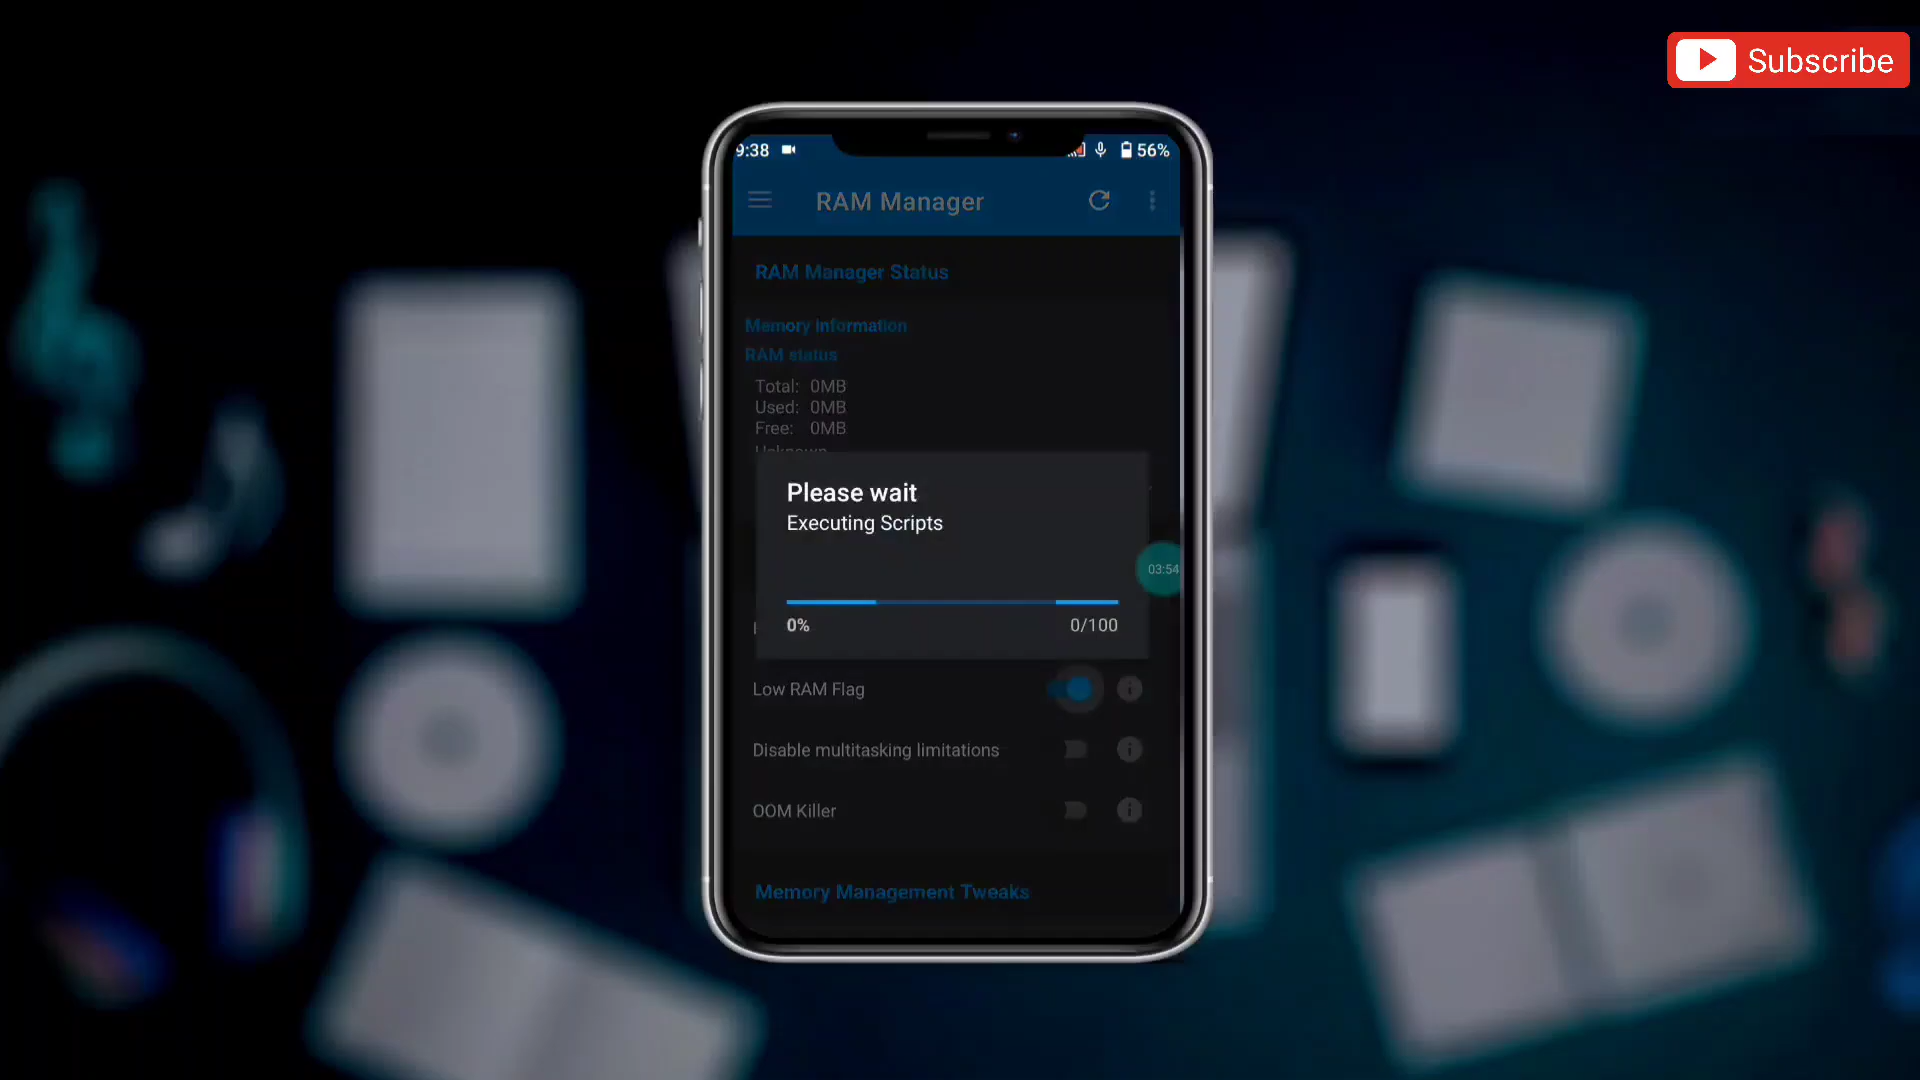 Subscribe
9:38
56%
RAM Manager
RAM Manager Status
Memory Information
RAM status
Total: 0MB
Used: 0MB
Free: 0MB
Unknown
Please wait
Executing Scripts
03:54
0%
0/100
Low RAM Flag
Disable multitasking limitations
OOM Killer
Memory Management Tweaks